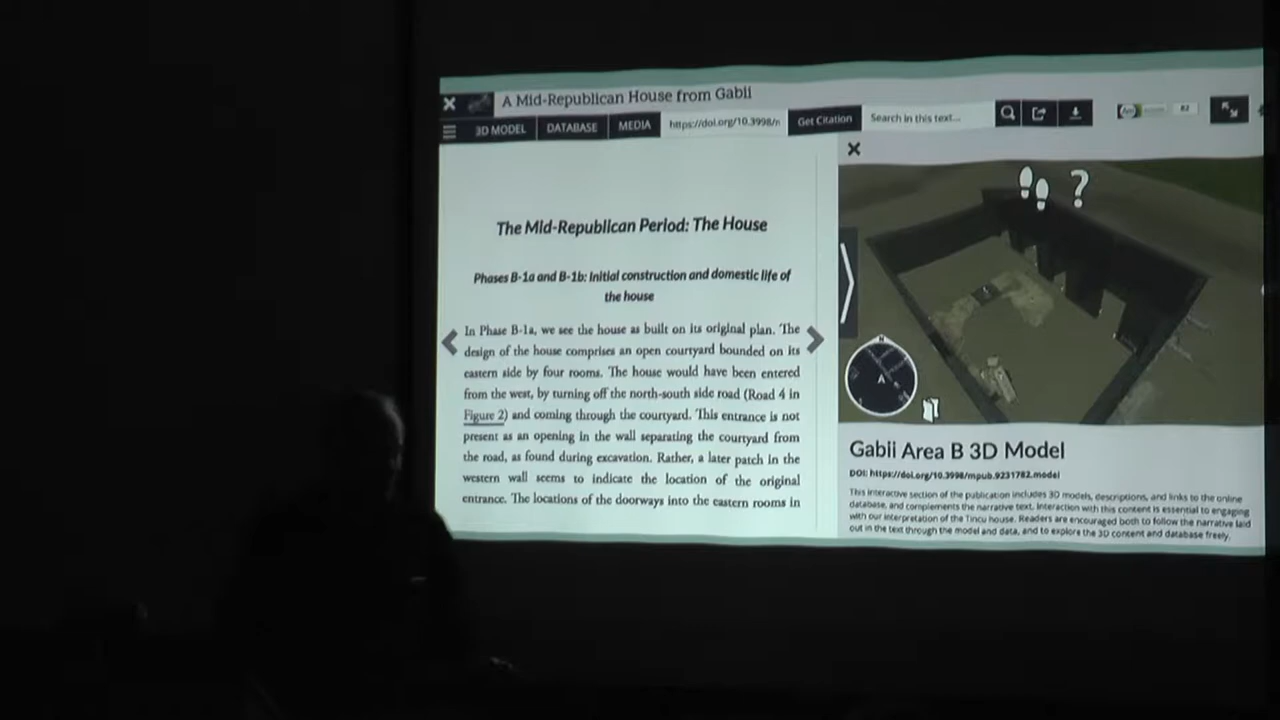 A Mid-Republican House from Gabii
3D MODEL
DATABASE
MEDIA
https://doi.org/10.3998/n
Get Citation
Search in this text...
The Mid-Republican Period: The House
Phases B-1a and B-1b: Initial construction and domestic life of
the house
In Phase B-1a, we see the house as built on its original plan. The
design of the house comprises an open courtyard bounded on its
eastern side by four rooms. The house would have been entered
from the west, by turning off the north-south side road (Road 4 in
Figure 2) and coming through the courtyard. This entrance is not
present as an opening in the wall separating the courtyard from
the road, as found during excavation. Rather, a later patch in the
western wall seems to indicate the location of the original
entrance. The locations of the doorways into the eastern rooms in
?
Gabii Area B 3D Model
DOI: https://doi.org/10.3998/mpub.9231782.model
This interactive section of the publication includes 3D models, descriptions, and links to the online
database, and complements the narrative text. Interaction with this content is essential to engaging
with our interpretation of the Tincu house. Readers are encouraged both to follow the narrative laid
out in the text through the model and data, and to explore the 3D content and database freely.